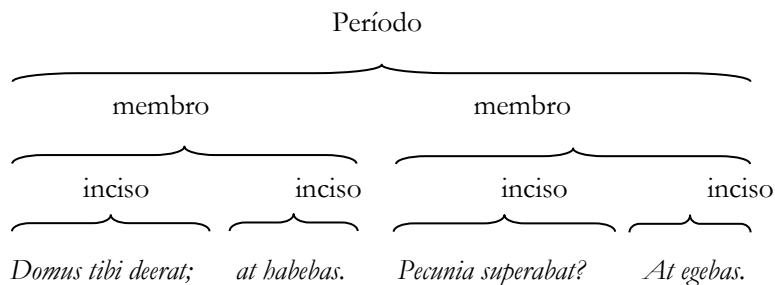 Período
membro membro
inciso inciso inciso inciso
Domus tibi deerat; at habebas. Pecunia superabat? At egebas.